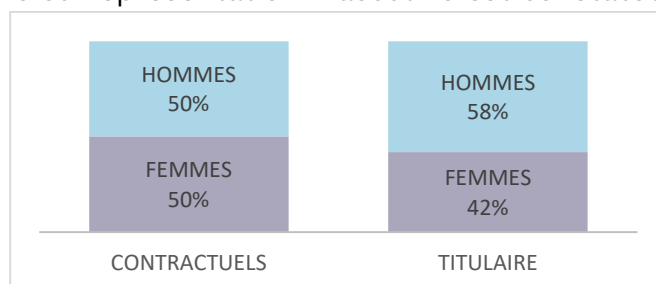 HOMMES
50%
HOMMES
58%
FEMMES
50%
FEMMES
42%
CONTRACTUELS
TITULAIRE